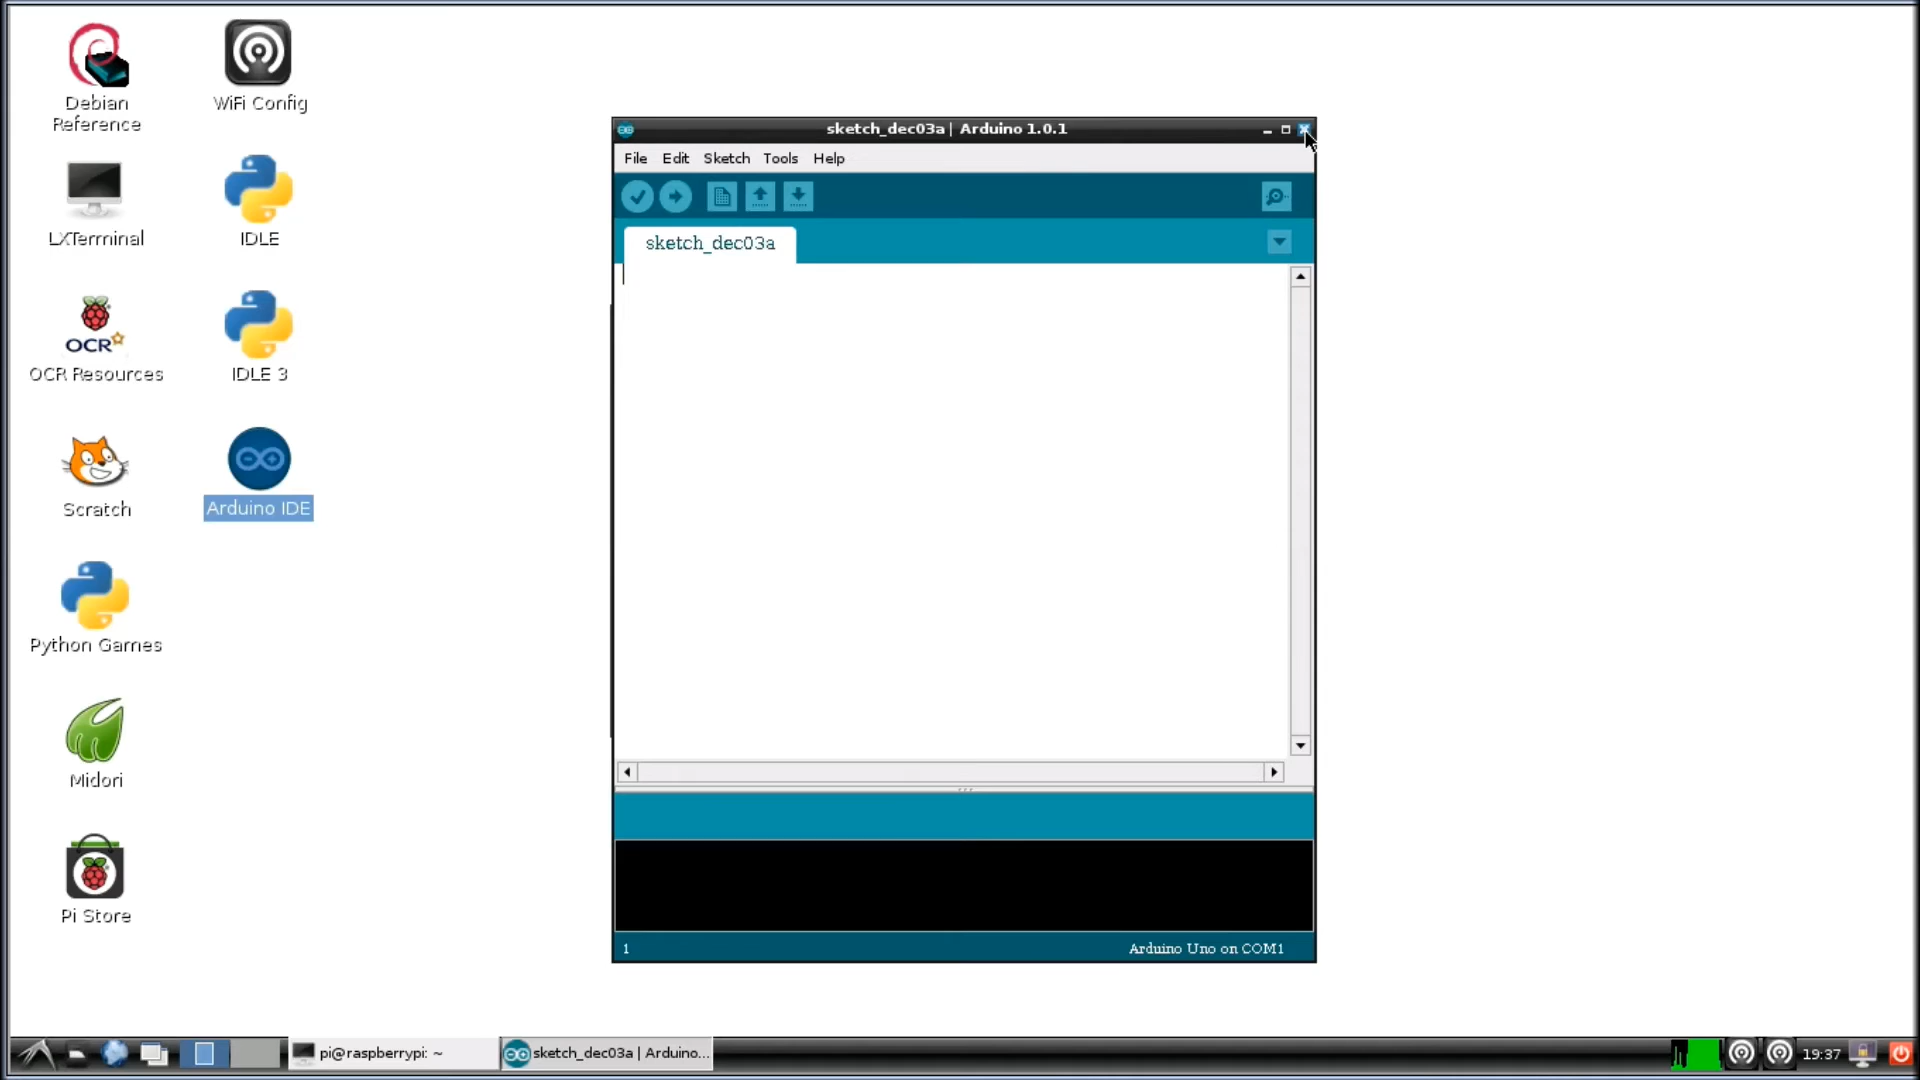 Debian
Reference
WiFi Config
LXTerminal
IDLE
OCR
OCR Resources
IDLE 3
Scratch
Arduino IDE
Python Games
Midori
Pi Store
sketch_dec03a | Arduino 1.0.1
File Edit Sketch Tools Help
sketch_dec03a
1
Arduino Uno on COM1
pi@raspberrypi: ~
sketch_dec03a | Arduino...
19:37